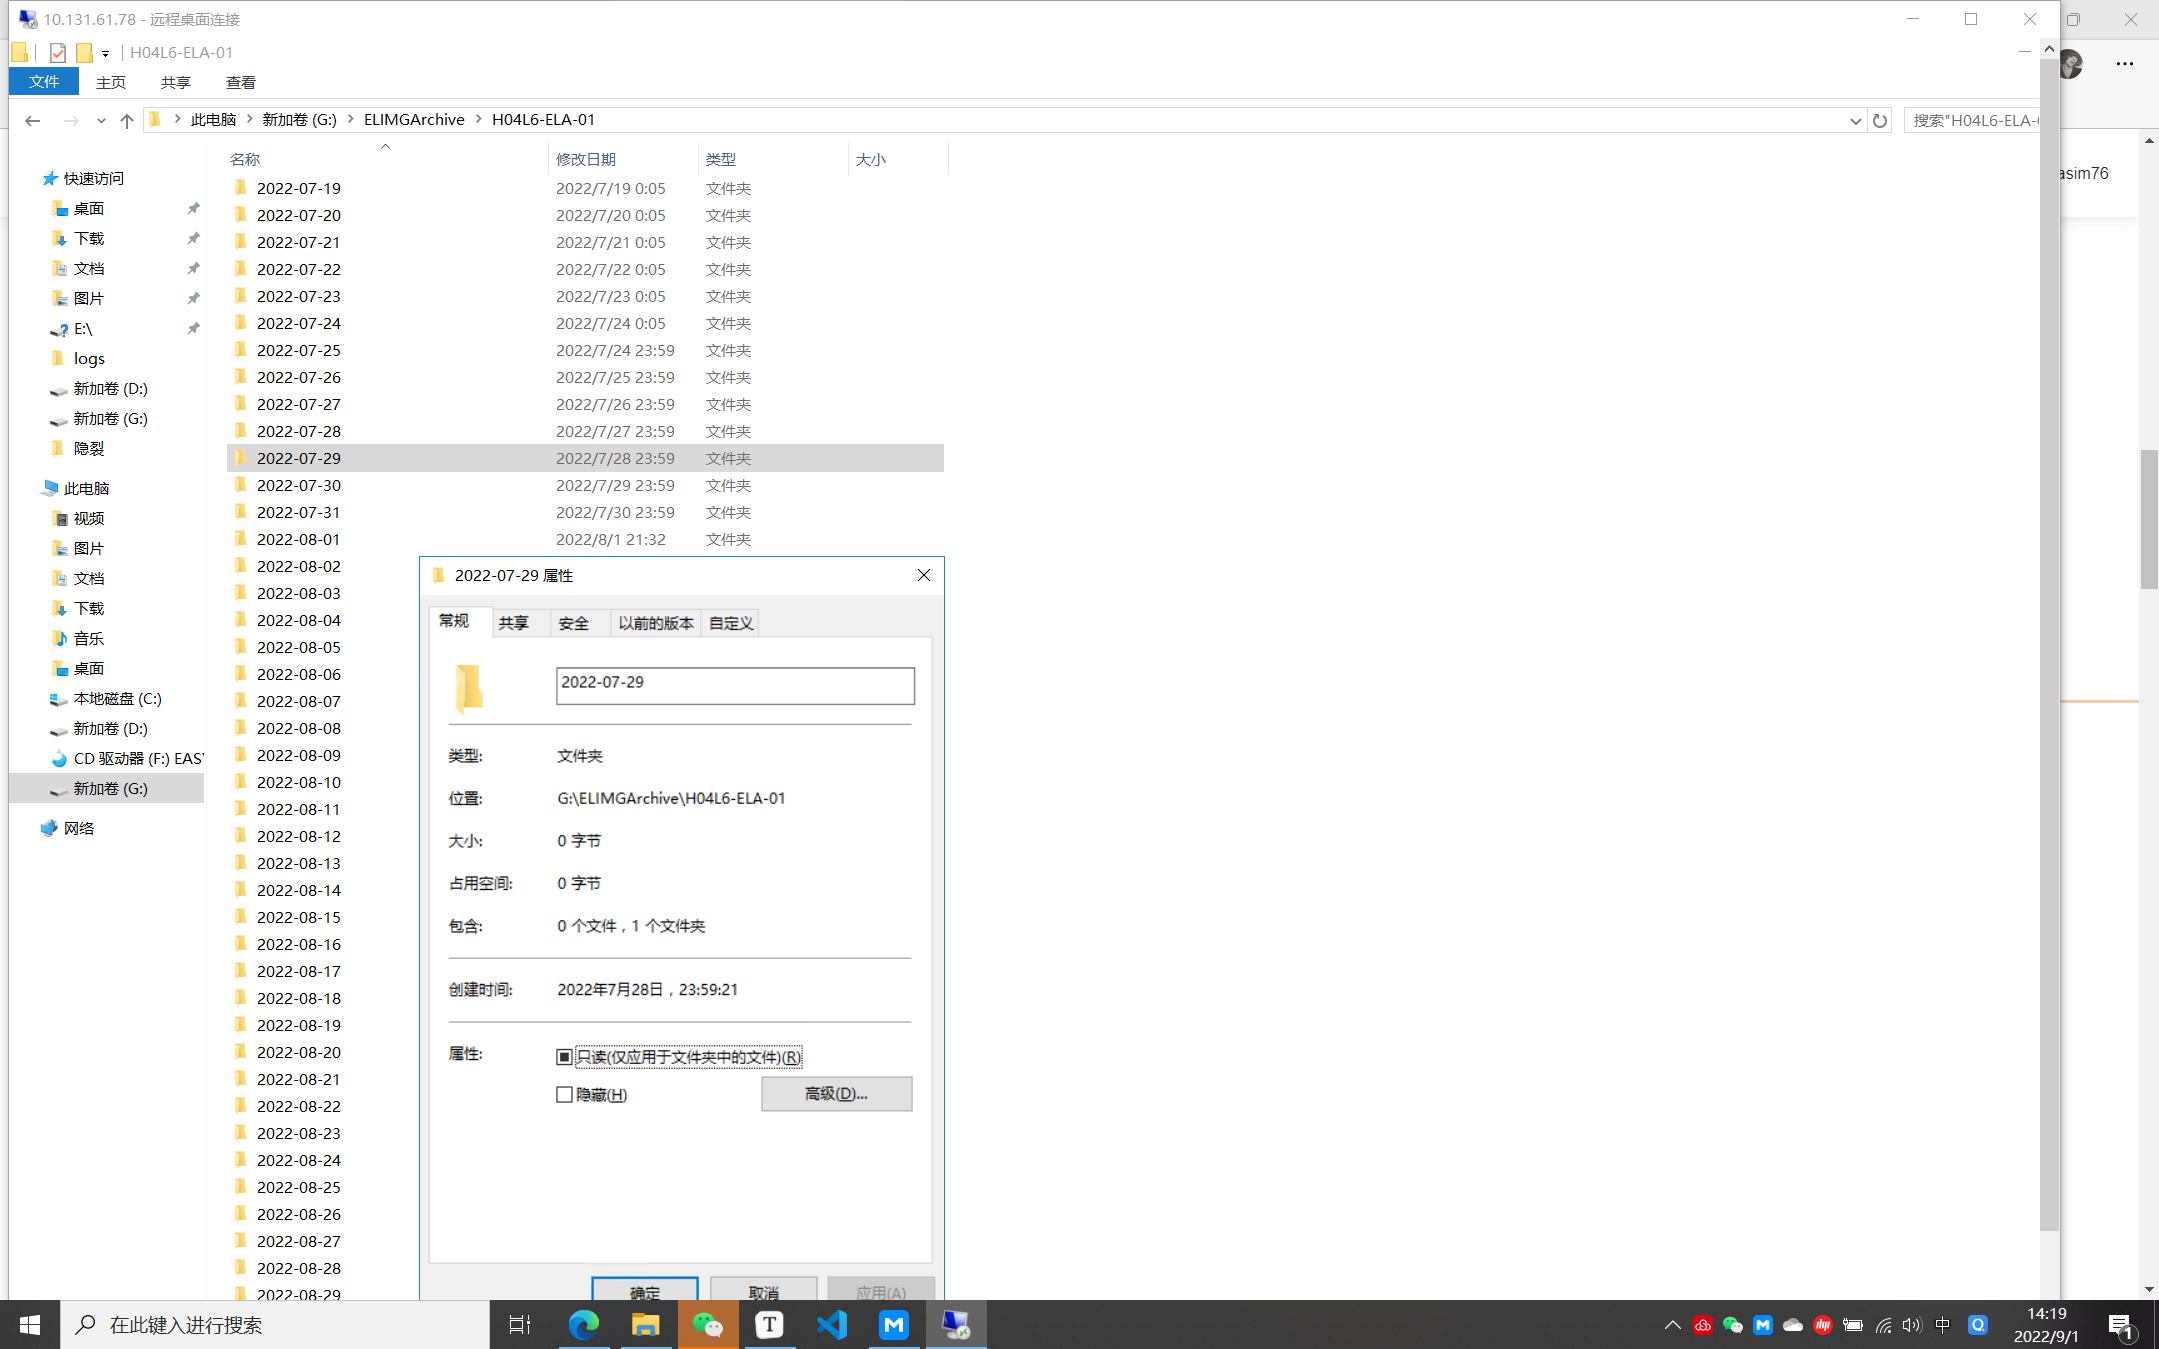 10.131.61.78 - 远程桌面连接
H04L6-ELA-01
文件 主页 共享 查看
此电脑 新加卷 (G:) ELIMGArchive H04L6-ELA-01
搜索"H04L6-ELA-
asim76
快速访问
桌面
下载
文档
图片
E:\
logs
新加卷 (D:)
新加卷 (G:)
隐裂
此电脑
视频
图片
文档
下载
音乐
桌面
本地磁盘 (C:)
新加卷 (D:)
CD 驱动器 (F:) EAS
新加卷 (G:)
网络
名称 修改日期 类型 大小
2022-07-19 2022/7/19 0:05 文件夹
2022-07-20 2022/7/20 0:05 文件夹
2022-07-21 2022/7/21 0:05 文件夹
2022-07-22 2022/7/22 0:05 文件夹
2022-07-23 2022/7/23 0:05 文件夹
2022-07-24 2022/7/24 0:05 文件夹
2022-07-25 2022/7/24 23:59 文件夹
2022-07-26 2022/7/25 23:59 文件夹
2022-07-27 2022/7/26 23:59 文件夹
2022-07-28 2022/7/27 23:59 文件夹
2022-07-29 2022/7/28 23:59 文件夹
2022-07-30 2022/7/29 23:59 文件夹
2022-07-31 2022/7/30 23:59 文件夹
2022-08-01 2022/8/1 21:32 文件夹
2022-08-02
2022-08-03
2022-08-04
2022-08-05
2022-08-06
2022-08-07
2022-08-08
2022-08-09
2022-08-10
2022-08-11
2022-08-12
2022-08-13
2022-08-14
2022-08-15
2022-08-16
2022-08-17
2022-08-18
2022-08-19
2022-08-20
2022-08-21
2022-08-22
2022-08-23
2022-08-24
2022-08-25
2022-08-26
2022-08-27
2022-08-28
2022-08-29
2022-07-29 属性
常规 共享 安全 以前的版本 自定义
2022-07-29
类型: 文件夹
位置: G:\ELIMGArchive\H04L6-ELA-01
大小: 0 字节
占用空间: 0 字节
包含: 0 个文件，1 个文件夹
创建时间: 2022年7月28日，23:59:21
属性: 只读(仅应用于文件夹中的文件)(R)
隐藏(H) 高级(D)...
确定 取消 应用(A)
在此键入进行搜索
T
M
M
hp
中
Q
14:19
2022/9/1
1